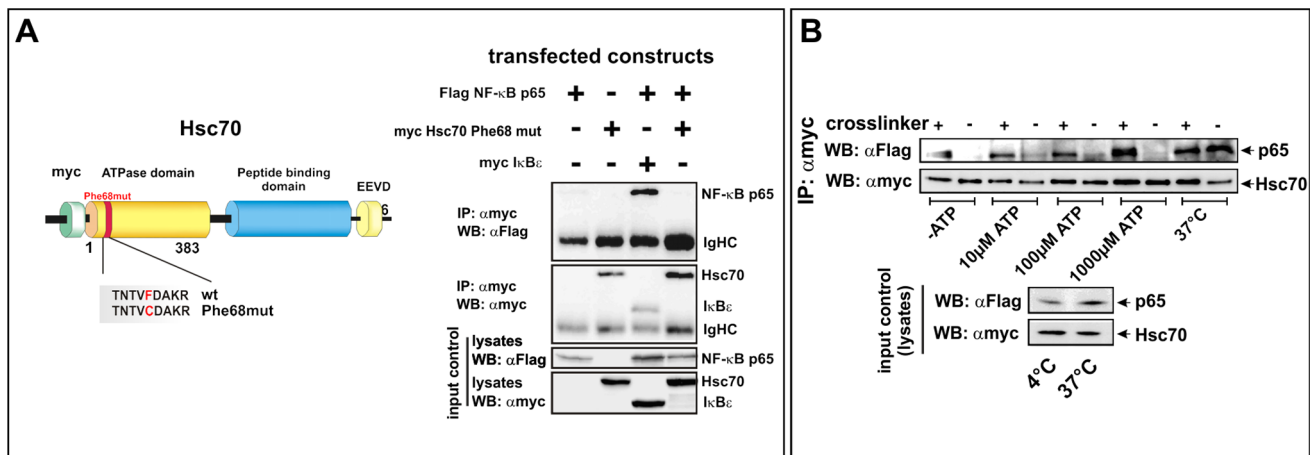 A
transfected constructs
Flag NF-κB p65 + - + +
myc Hsc70 Phe68 mut - + - +
myc IκBε - - + -
Hsc70
myc
ATPase domain
Peptide binding
domain
EEVD
Phe68mut
6
1
383
TNTVFDAKR wt
TNTVCDAKR Phe68mut
IP: αmyc
WB: αFlag
NF-κB p65
IgHC
IP: αmyc
WB: αmyc
Hsc70
IκBε
IgHC
input control
lysates
WB: αFlag
NF-κB p65
lysates
WB: αmyc
Hsc70
IκBε
B
IP: αmyc
crosslinker + - + - + - + - + -
WB: αFlag
p65
WB: αmyc
Hsc70
-ATP
10µM ATP
100µM ATP
1000µM ATP
37°C
input control
(lysates)
WB: αFlag
p65
WB: αmyc
Hsc70
4°C
37°C